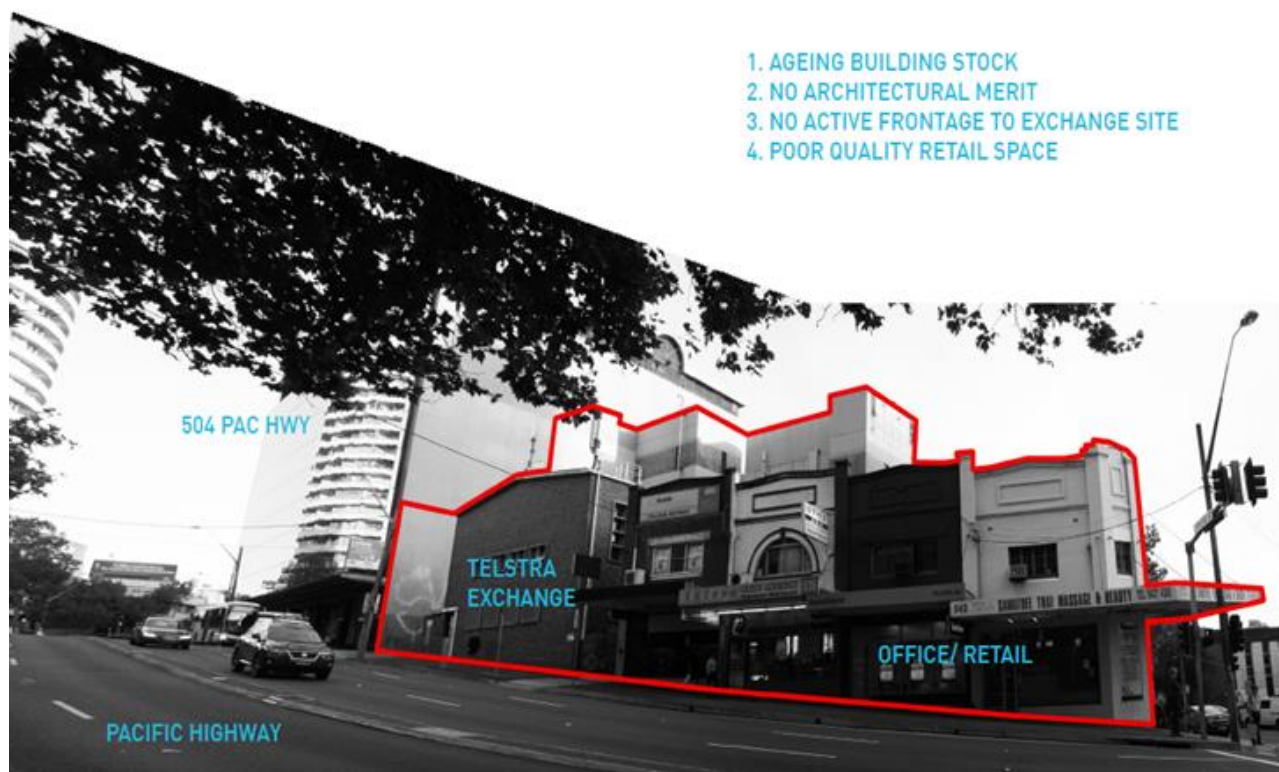 1. AGEING BUILDING STOCK
2. NO ARCHITECTURAL MERIT
3. NO ACTIVE FRONTAGE TO EXCHANGE SITE
4. POOR QUALITY RETAIL SPACE
504 PAC HWY
TELSTRA
EXCHANGE
THAI MASSAGE & BEAUTY
OFFICE/ RETAIL
PACIFIC HIGHWAY